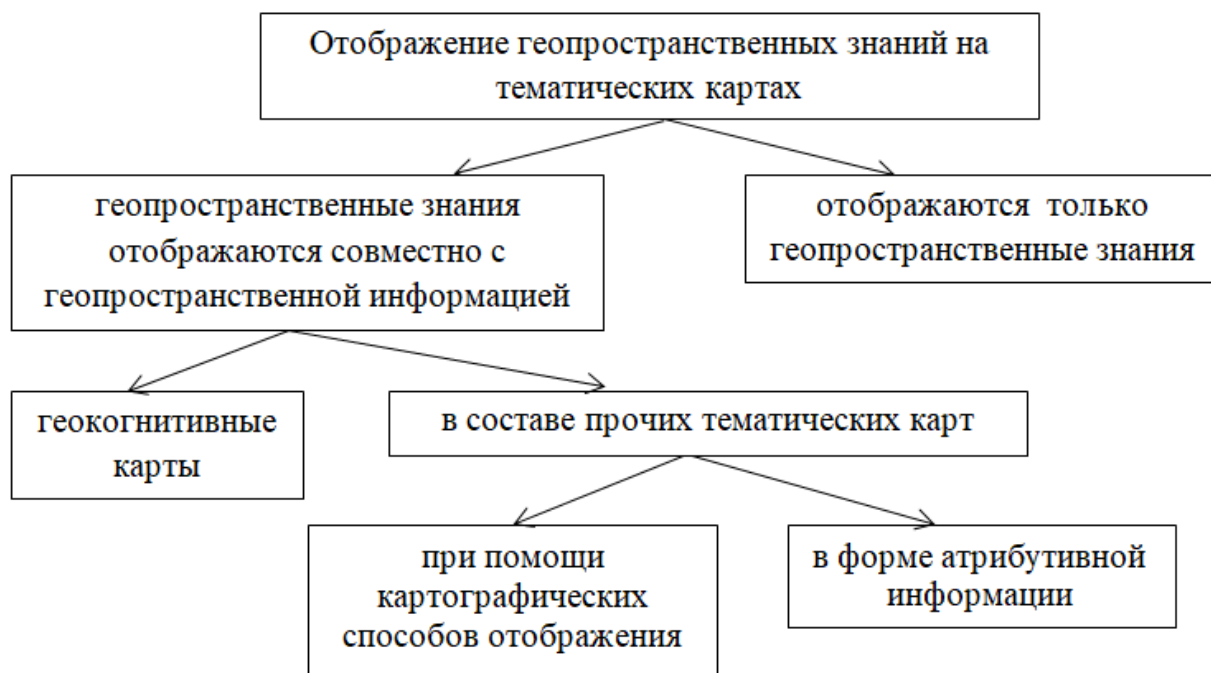 Отображение геопространственных знаний на
тематических картах
геопространственные знания
отображаются совместно с
геопространственной информацией
отображаются только
геопространственные знания
геокогнитивные
карты
в составе прочих тематических карт
при помощи
картографических
способов отображения
в форме атрибутивной
информации